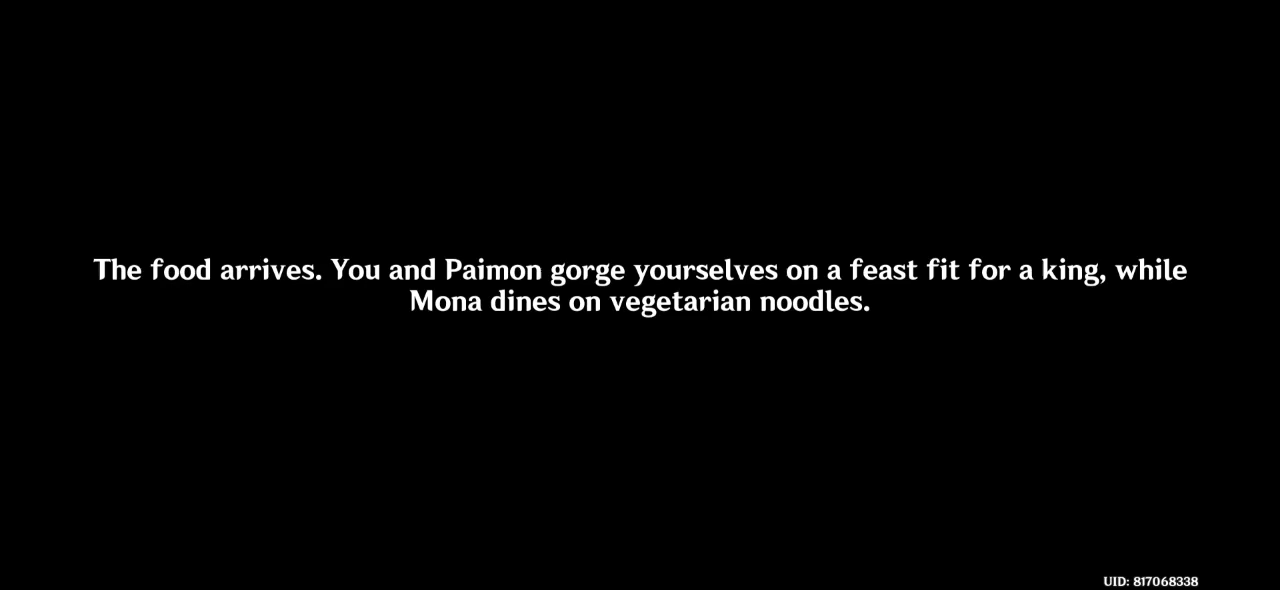 The food arrives. You and Paimon gorge yourselves on a feast fit for a king, while
Mona dines on vegetarian noodles.
UID: 817068338